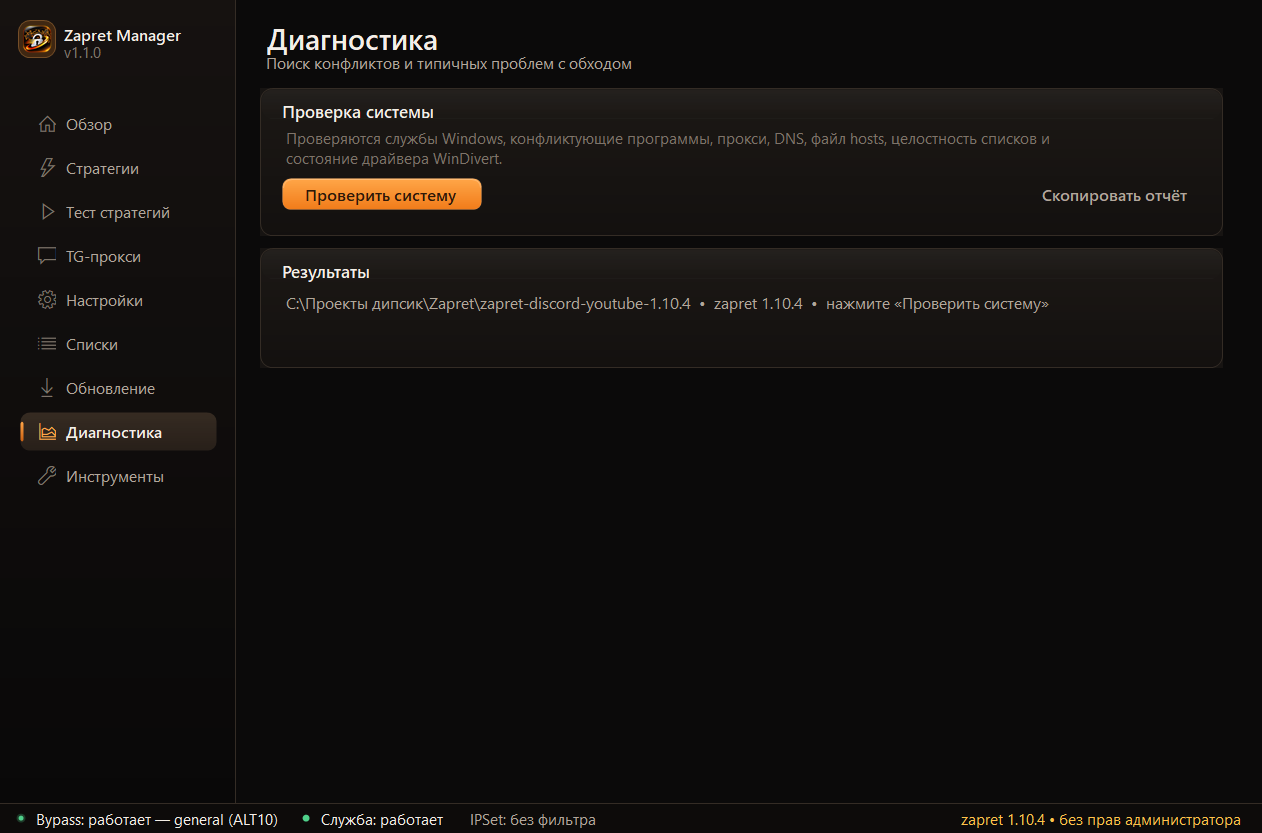 Zapret Manager
v1.1.0
Обзор
Стратегии
Тест стратегий
TG-прокси
Настройки
Списки
Обновление
Диагностика
Инструменты
Диагностика
Поиск конфликтов и типичных проблем с обходом
Проверка системы
Проверяются службы Windows, конфликтующие программы, прокси, DNS, файл hosts, целостность списков и
состояние драйвера WinDivert.
Проверить систему
Скопировать отчёт
Результаты
C:\Проекты дипсик\Zapret\zapret-discord-youtube-1.10.4 • zapret 1.10.4 • нажмите «Проверить систему»
Bypass: работает — general (ALT10)
Служба: работает
IPSet: без фильтра
zapret 1.10.4 • без прав администратора